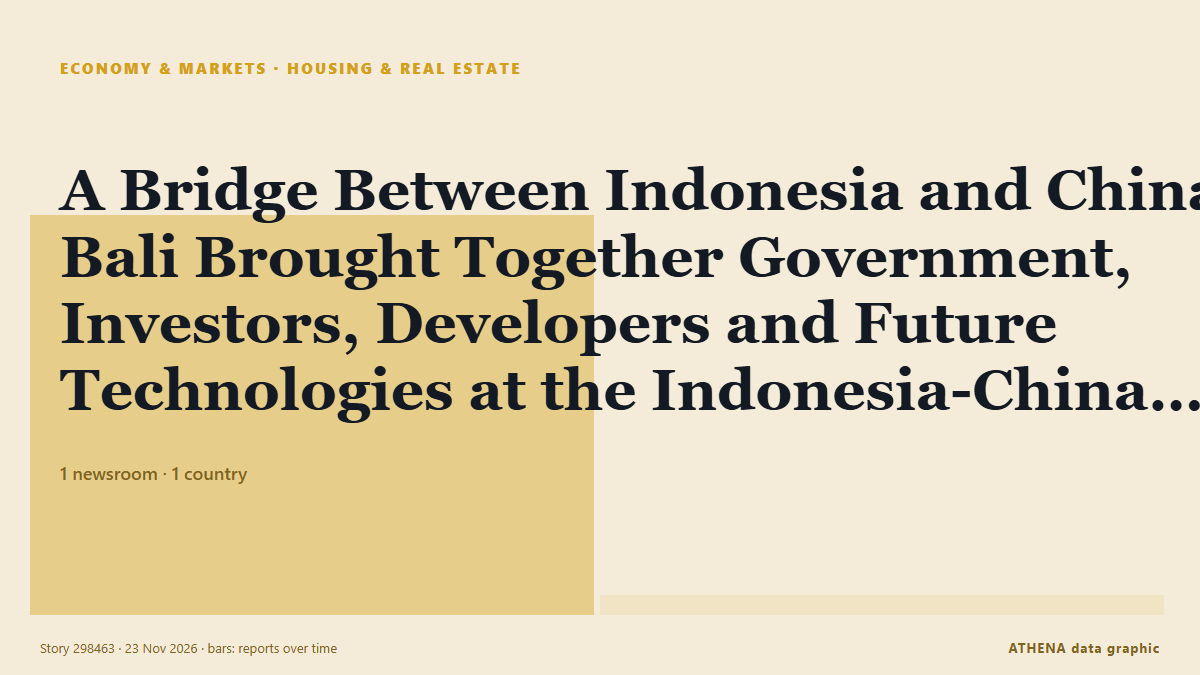 ECONOMY & MARKETS · HOUSING & REAL ESTATE
A Bridge Between Indonesia and China
Bali Brought Together Government,
Investors, Developers and Future
Technologies at the Indonesia-China…
1 newsroom · 1 country
Story 298463 · 23 Nov 2026 · bars: reports over time
ATHENA data graphic